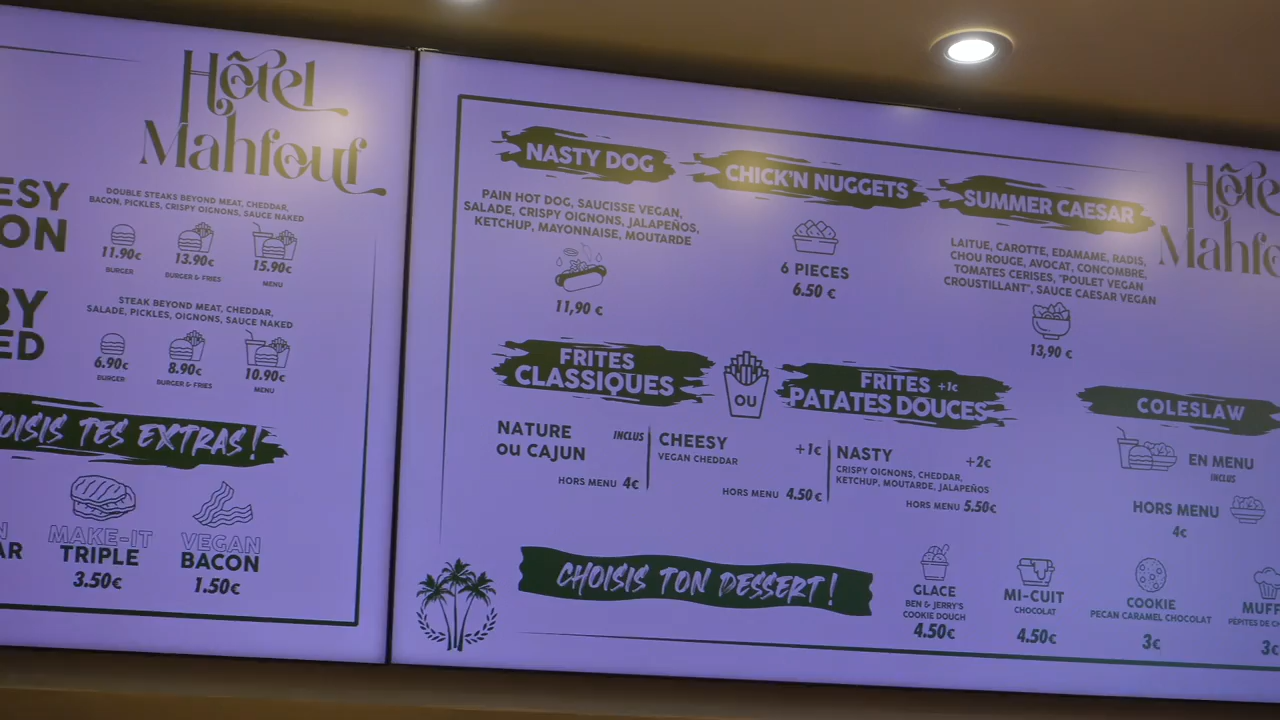 Hôtel
Mahfouf
ESY
ON
DOUBLE STEAKS BEYOND MEAT, CHEDDAR,
BACON, PICKLES, CRISPY OIGNONS, SAUCE NAKED
11.90€ 13.90€ 15.90€
BURGER BURGER & FRIES MENU
BY
ED
STEAK BEYOND MEAT, CHEDDAR,
SALADE, PICKLES, OIGNONS, SAUCE NAKED
6.90€ 8.90€ 10.90€
BURGER BURGER & FRIES MENU
OISIS TES EXTRAS!
N
AR
MAKE-IT
TRIPLE
3.50€
VEGAN
BACON
1.50€
NASTY DOG
PAIN HOT DOG, SAUCISSE VEGAN,
SALADE, CRISPY OIGNONS, JALAPEÑOS,
KETCHUP, MAYONNAISE, MOUTARDE
11,90 €
CHICK'N NUGGETS
6 PIECES
6.50 €
SUMMER CAESAR
LAITUE, CAROTTE, EDAMAME, RADIS,
CHOU ROUGE, AVOCAT, CONCOMBRE,
TOMATES CERISES, "POULET VEGAN
CROUSTILLANT", SAUCE CAESAR VEGAN
13,90 €
Hôte
Mahfo
FRITES
CLASSIQUES
OU
FRITES +1€
PATATES DOUCES
NATURE
OU CAJUN
INCLUS
HORS MENU 4€
CHEESY +1€
VEGAN CHEDDAR
HORS MENU 4.50€
NASTY +2€
CRISPY OIGNONS, CHEDDAR,
KETCHUP, MOUTARDE, JALAPEÑOS
HORS MENU 5.50€
COLESLAW
EN MENU
INCLUS
HORS MENU
4€
CHOISIS TON DESSERT!
GLACE
BEN & JERRY'S
COOKIE DOUGH
4.50€
MI-CUIT
CHOCOLAT
4.50€
COOKIE
PECAN CARAMEL CHOCOLAT
3€
MUFF
PÉPITES DE CH
3€